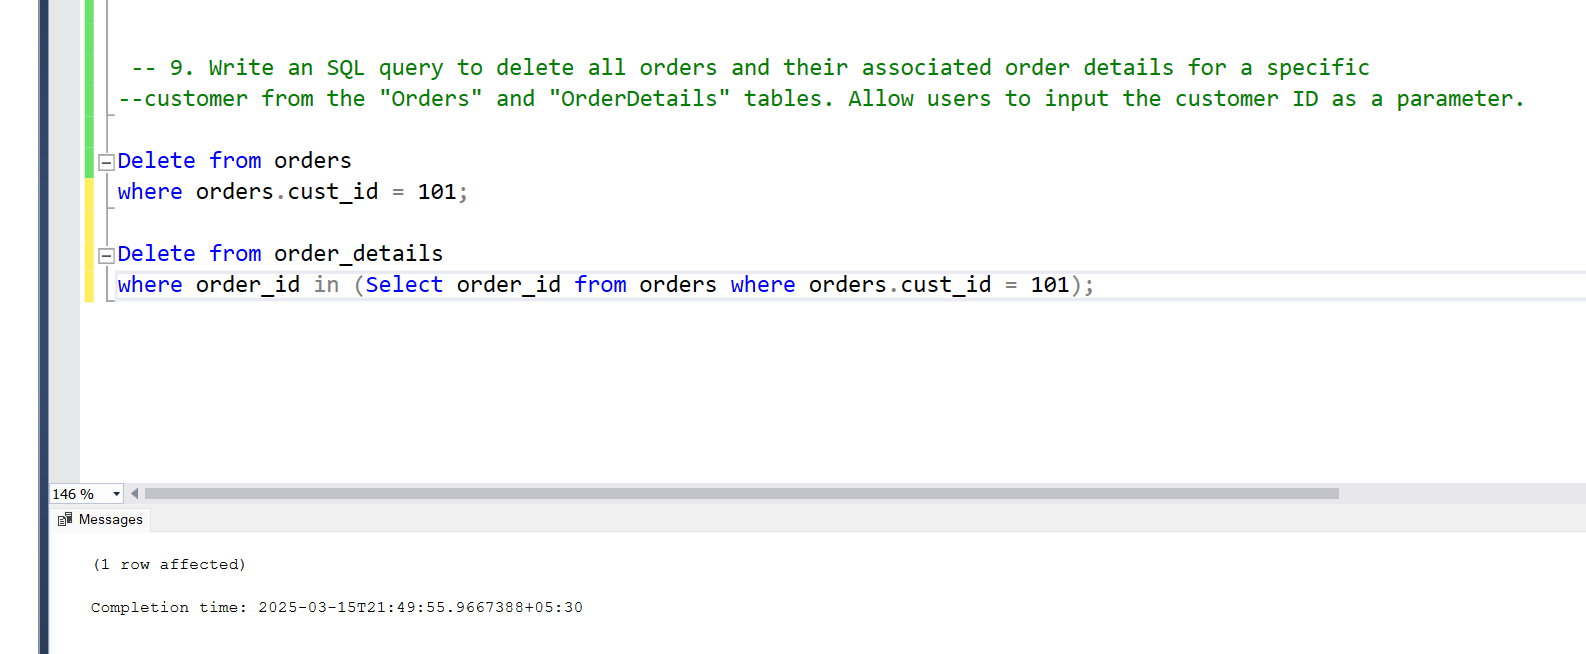 -- 9. Write an SQL query to delete all orders and their associated order details for a specific
--customer from the "Orders" and "OrderDetails" tables. Allow users to input the customer ID as a parameter.
Delete from orders
where orders.cust_id = 101;
Delete from order_details
where order_id in (Select order_id from orders where orders.cust_id = 101);
146 %
Messages
(1 row affected)
Completion time: 2025-03-15T21:49:55.9667388+05:30